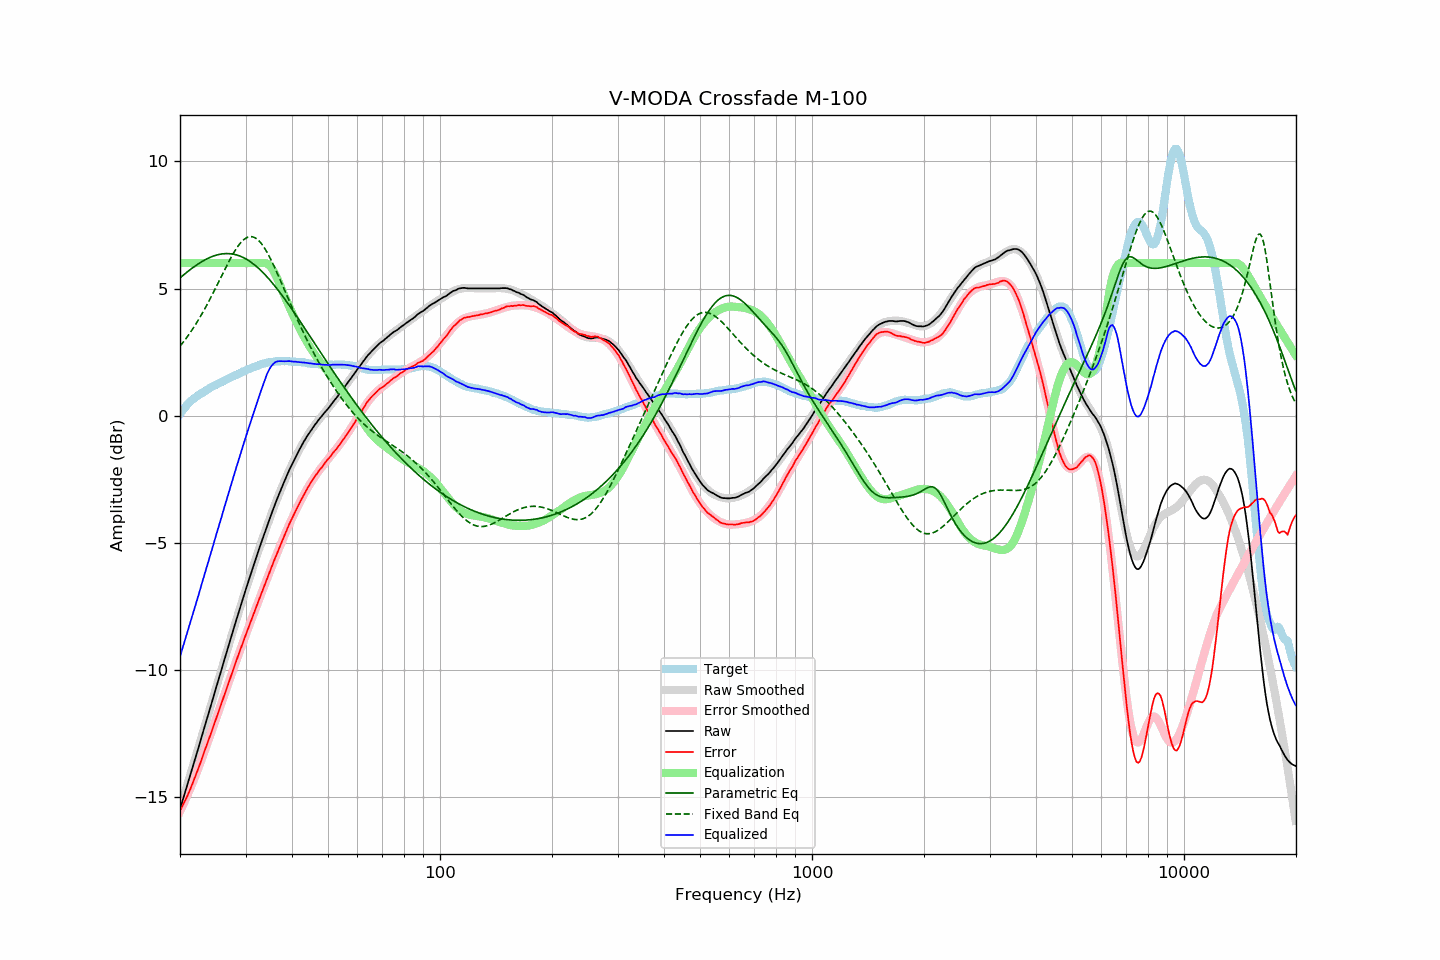 V-MODA Crossfade M-100
Amplitude (dBr)
10
5
0
−5
−10
−15
Target
Raw Smoothed
Error Smoothed
Raw
Error
Equalization
Parametric Eq
Fixed Band Eq
Equalized
100
1000
10000
Frequency (Hz)